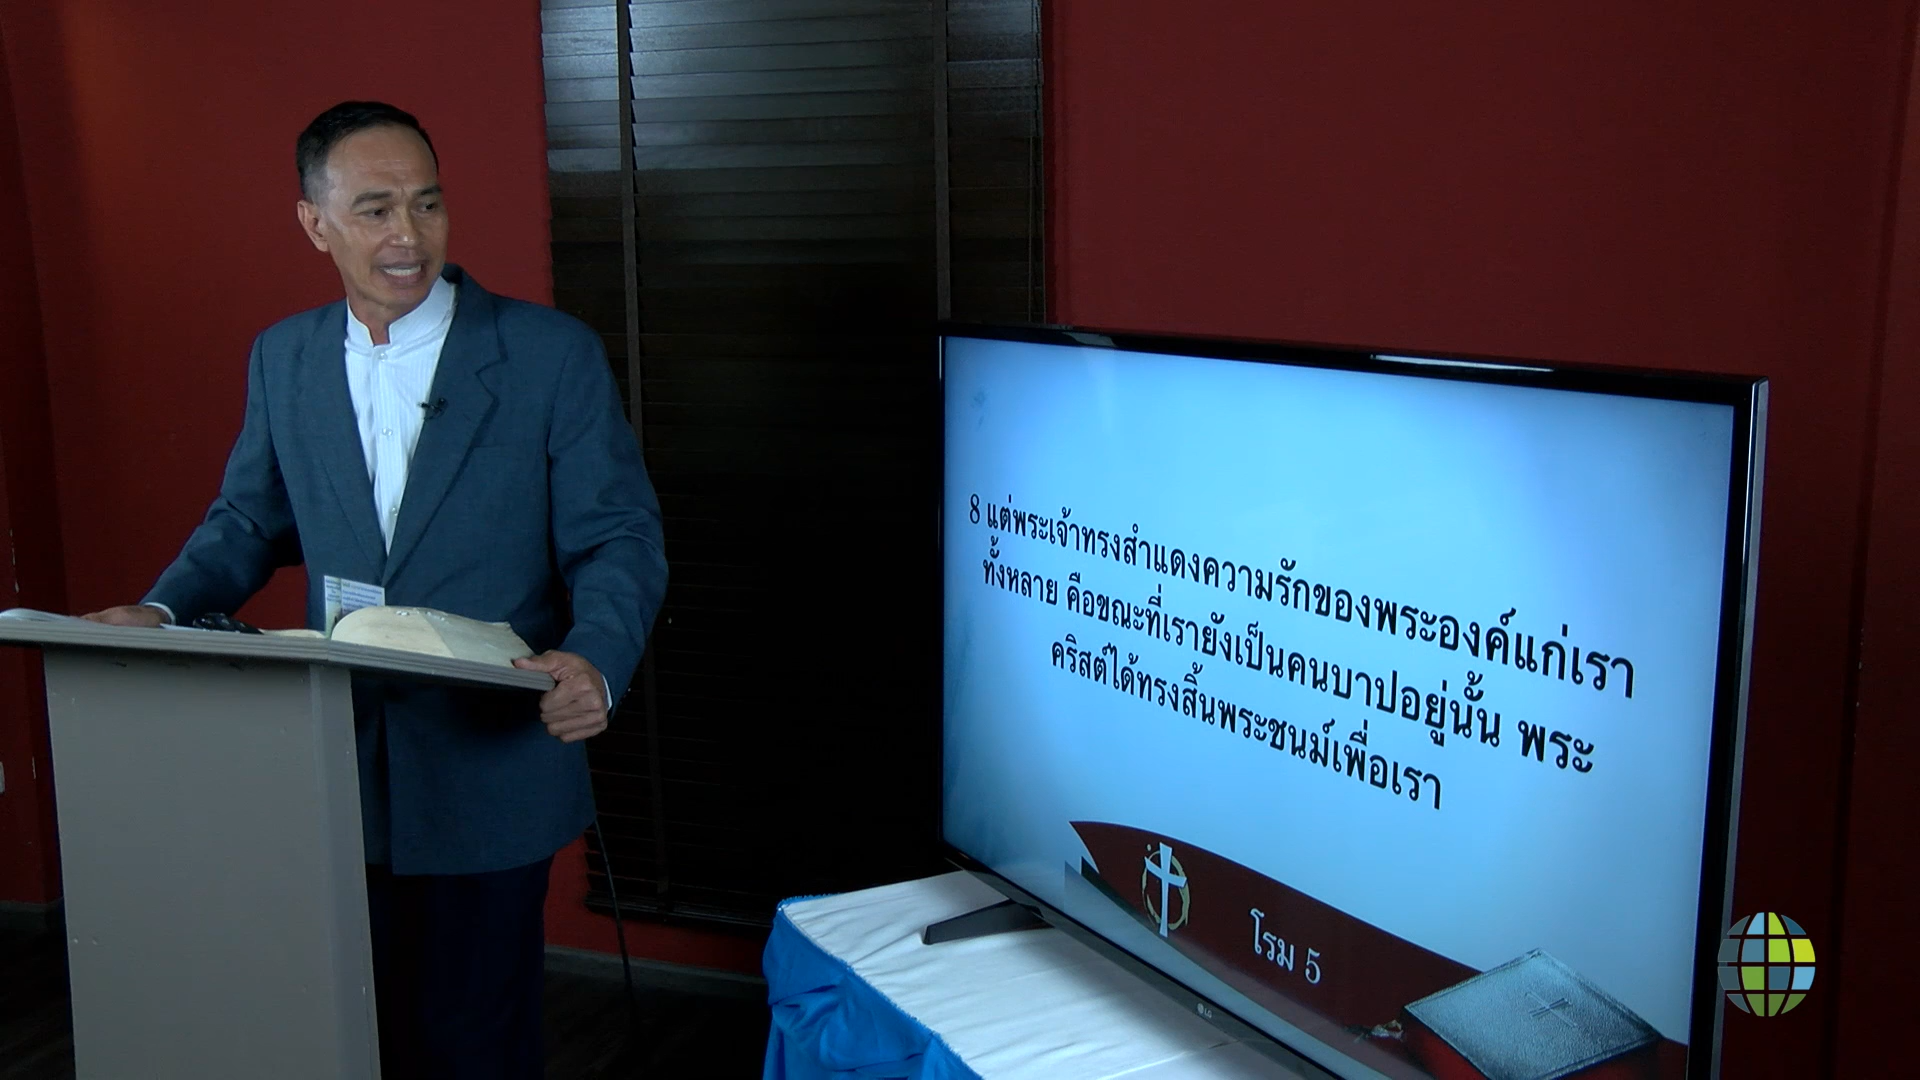 8 แต่พระเจ้าทรงสำแดงความรักของพระองค์แก่เรา
ทั้งหลาย คือขณะที่เรายังเป็นคนบาปอยู่นั้น พระ
คริสต์ได้ทรงสิ้นพระชนม์เพื่อเรา
โรม 5
LG